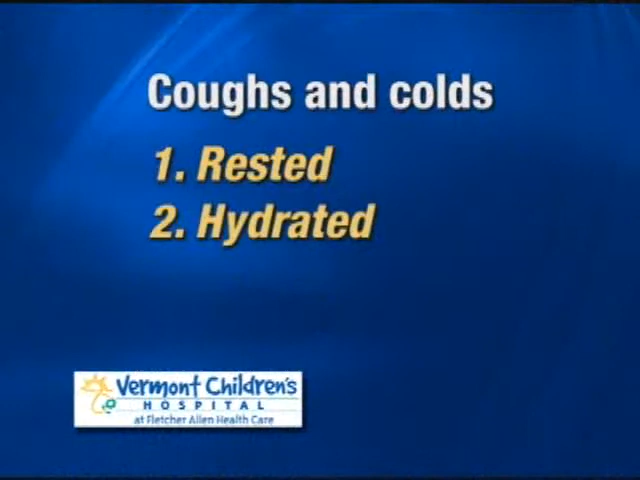 Coughs and colds
1. Rested
2. Hydrated
Vermont Children's
HOSPITAL
at Fletcher Allen Health Care